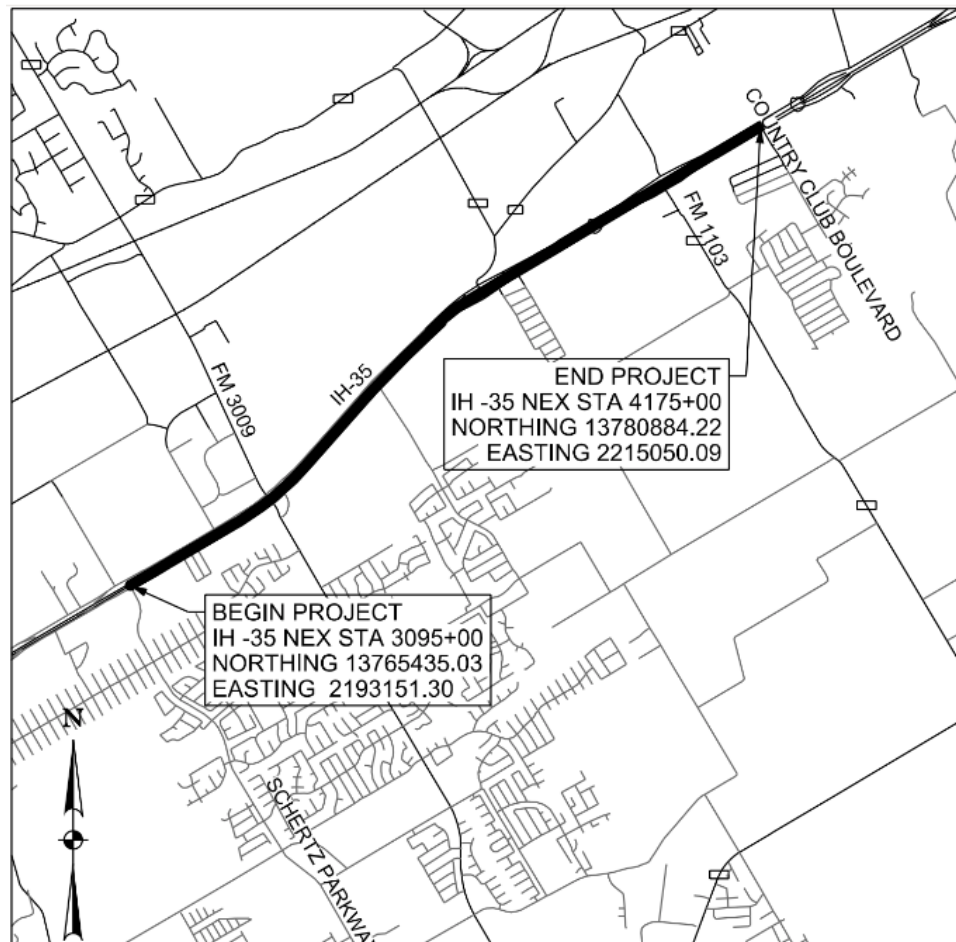 COUNTRY CLUB BOULEVARD
FM 1103
END PROJECT
IH -35 NEX STA 4175+00
NORTHING 13780884.22
EASTING 2215050.09
IH-35
FM 3009
BEGIN PROJECT
IH -35 NEX STA 3095+00
NORTHING 13765435.03
EASTING 2193151.30
N
SCHERTZ PARKWA